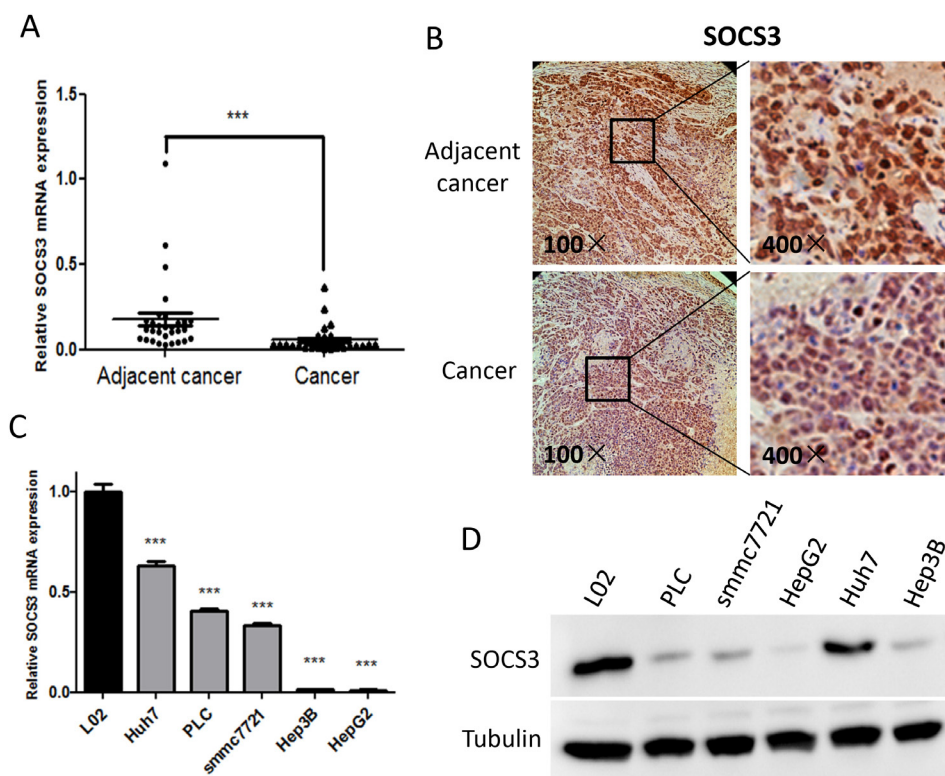 A
Relative SOCS3 mRNA expression
1.5
1.0
0.5
0.0
***
Adjacent cancer
Cancer
B
SOCS3
Adjacent
cancer
100×
400×
Cancer
100×
400×
C
Relative SOCS3 mRNA expression
1.0
0.5
0.0
***
***
***
***
***
L02
Huh7
PLC
smmc7721
Hep3B
HepG2
D
L02
PLC
smmc7721
HepG2
Huh7
Hep3B
SOCS3
Tubulin